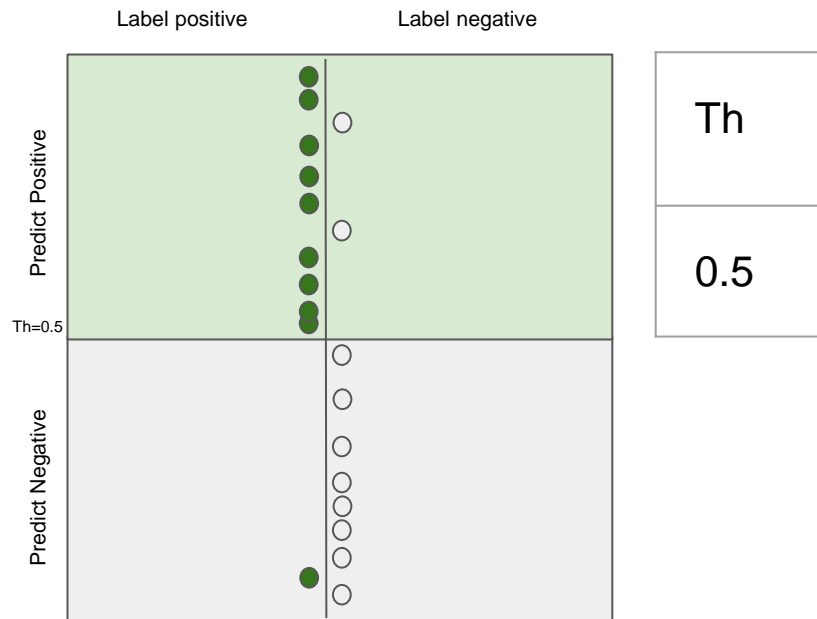 Label positive
Label negative
Predict Positive
Th=0.5
Predict Negative
Th
0.5